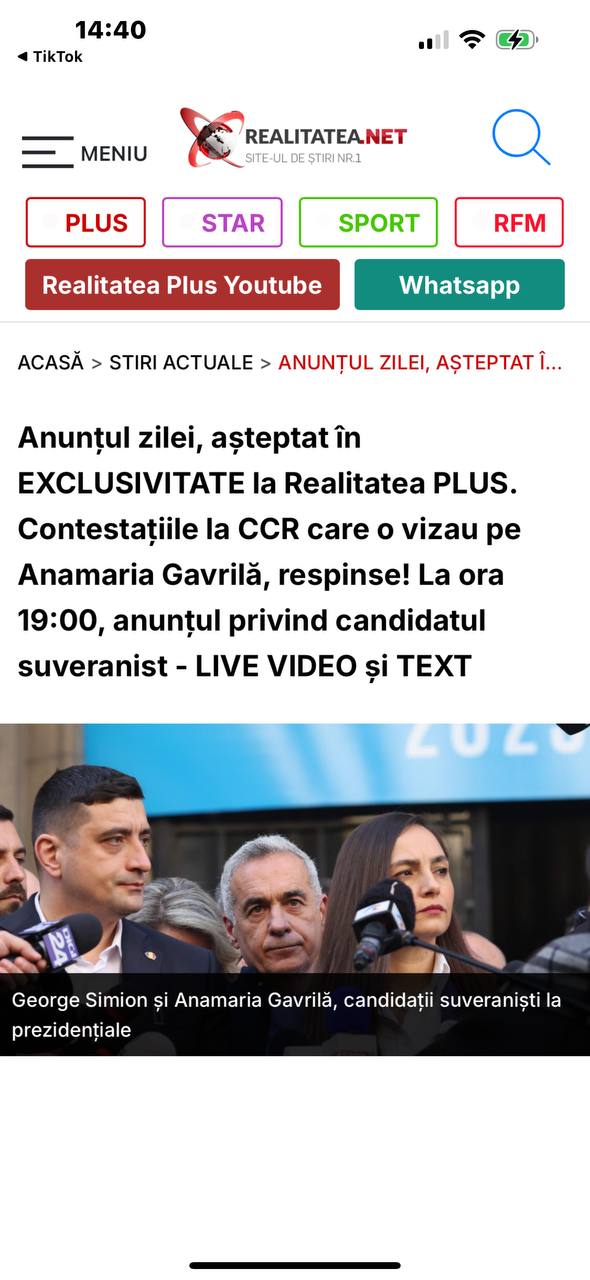 14:40
◀ TikTok
MENIU
REALITATEA.NET
SITE-UL DE ȘTIRI NR.1
PLUS
STAR
SPORT
RFM
Realitatea Plus Youtube
Whatsapp
ACASĂ > STIRI ACTUALE > ANUNȚUL ZILEI, AȘTEPTAT Î...
Anunțul zilei, așteptat în
EXCLUSIVITATE la Realitatea PLUS.
Contestațiile la CCR care o vizau pe
Anamaria Gavrilă, respinse! La ora
19:00, anunțul privind candidatul
suveranist - LIVE VIDEO și TEXT
DIGI
24
George Simion și Anamaria Gavrilă, candidații suveraniști la
prezidențiale